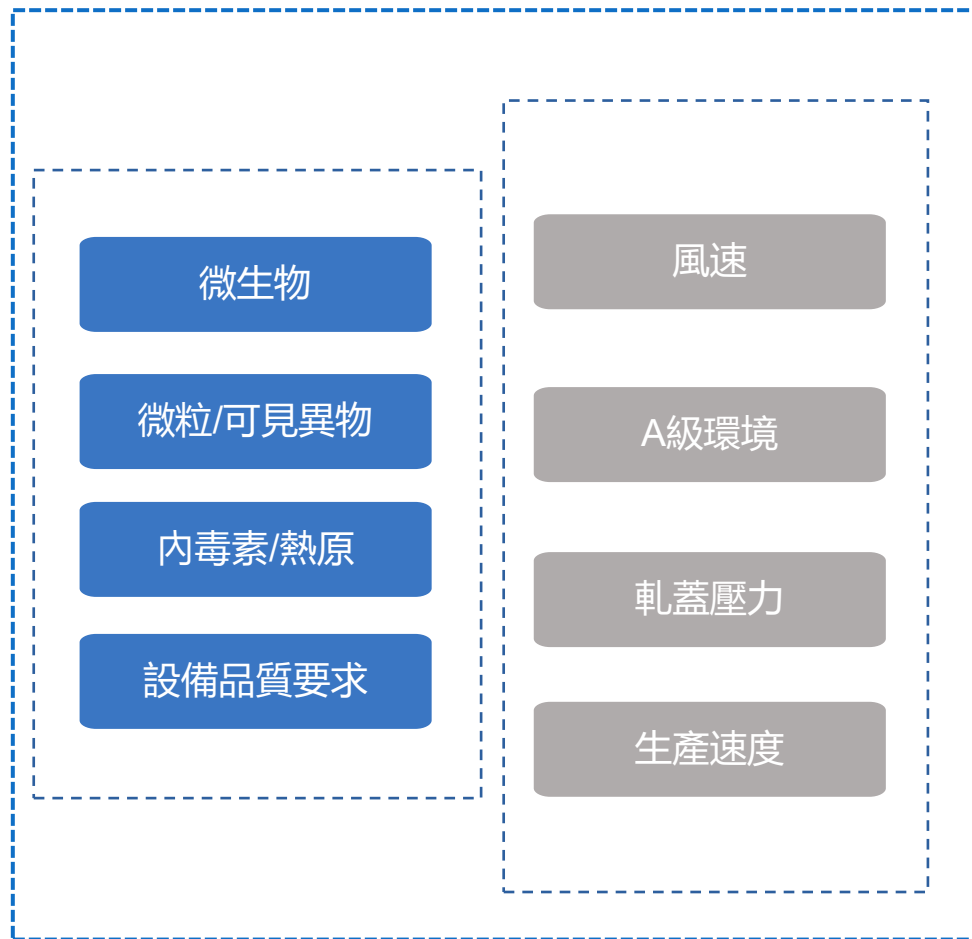 微生物
微粒/可見異物
内毒素/熱原
設備品質要求
風速
A級環境
軋蓋壓力
生產速度